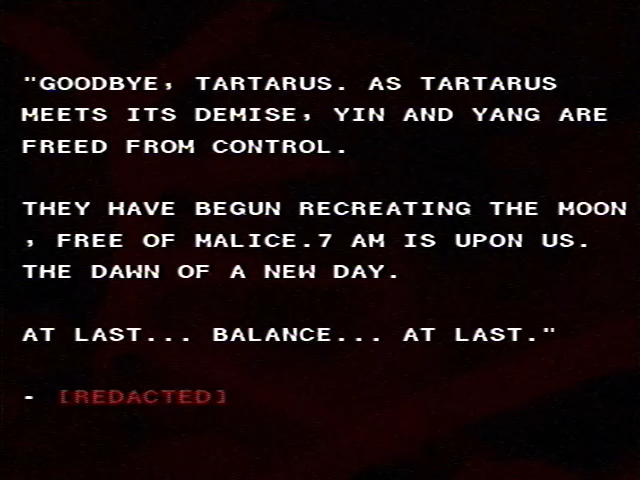 "GOODBYE, TARTARUS. AS TARTARUS
MEETS ITS DEMISE, YIN AND YANG ARE
FREED FROM CONTROL.
THEY HAVE BEGUN RECREATING THE MOON
, FREE OF MALICE.7 AM IS UPON US.
THE DAWN OF A NEW DAY.
AT LAST... BALANCE... AT LAST."
- [REDACTED]